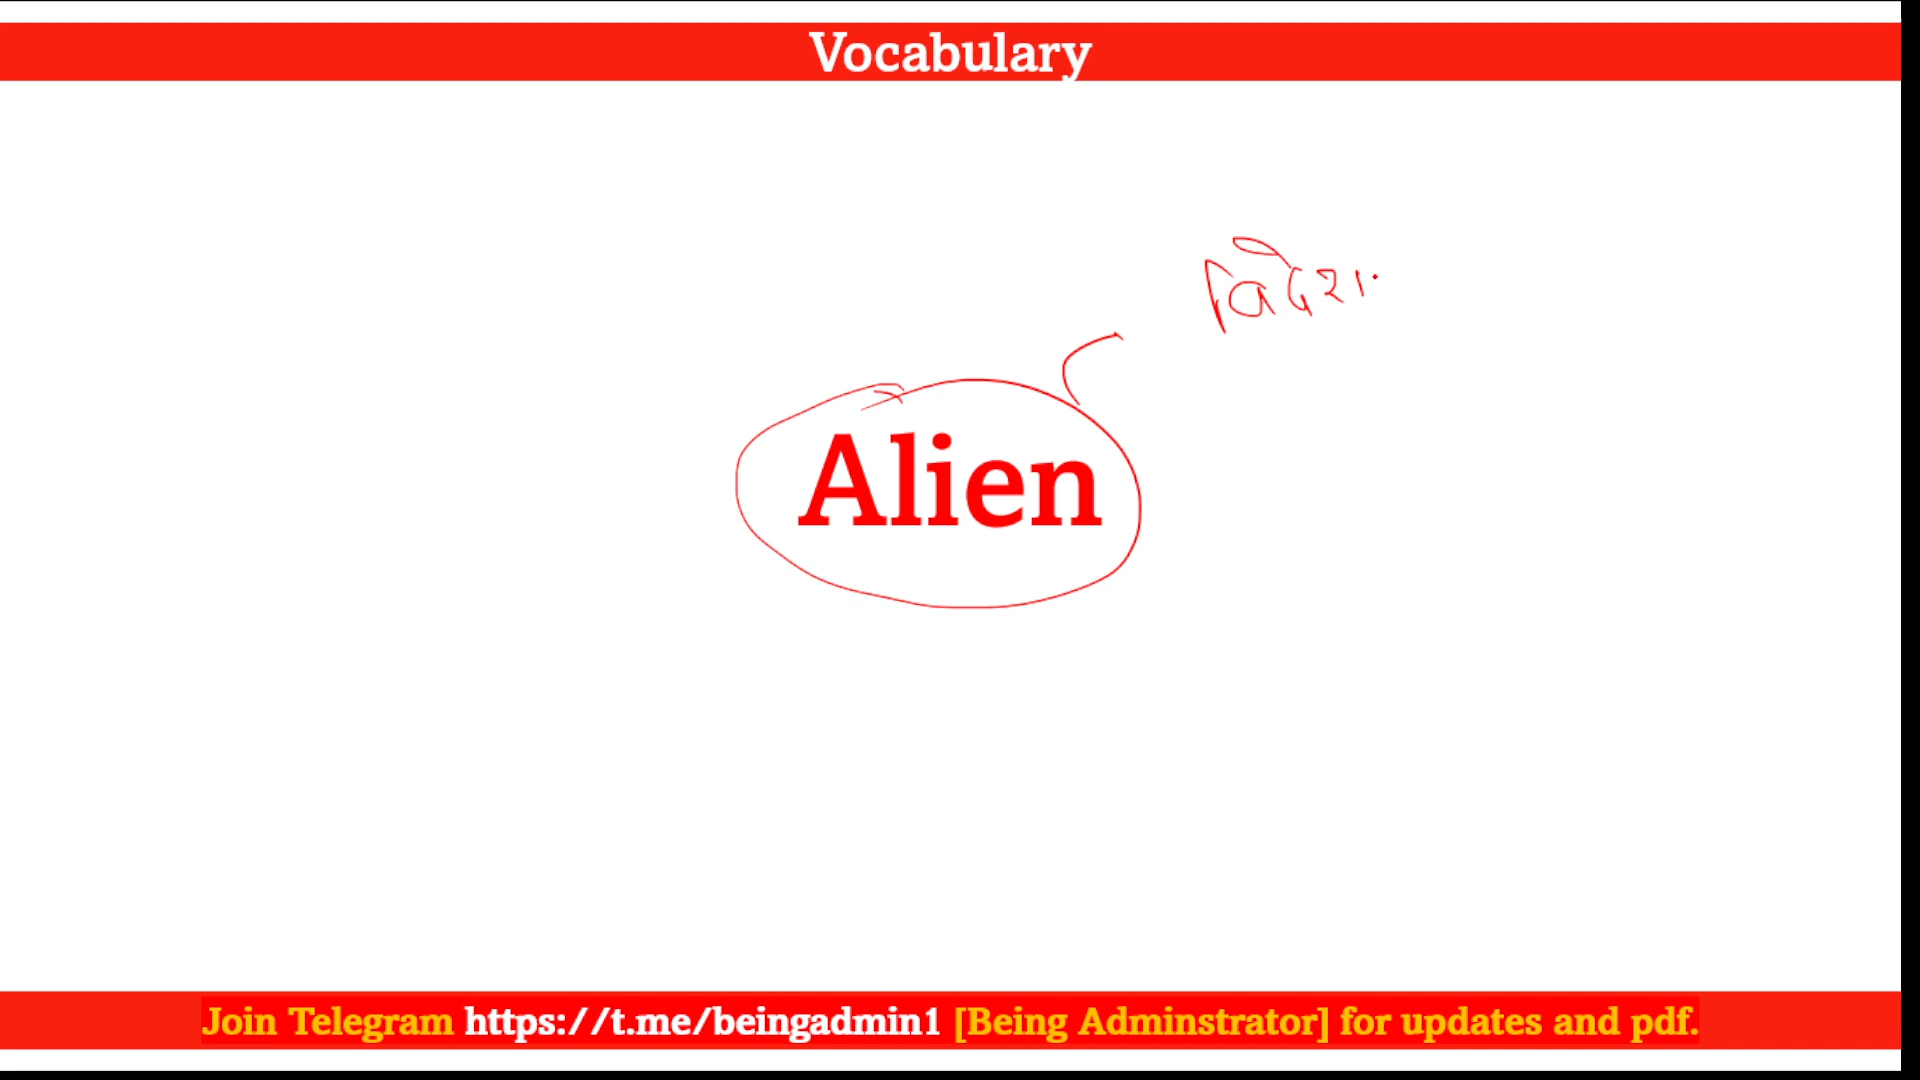 Vocabulary
विदेश
Alien
Join Telegram https://t.me/beingadmin1 [Being Adminstrator] for updates and pdf.